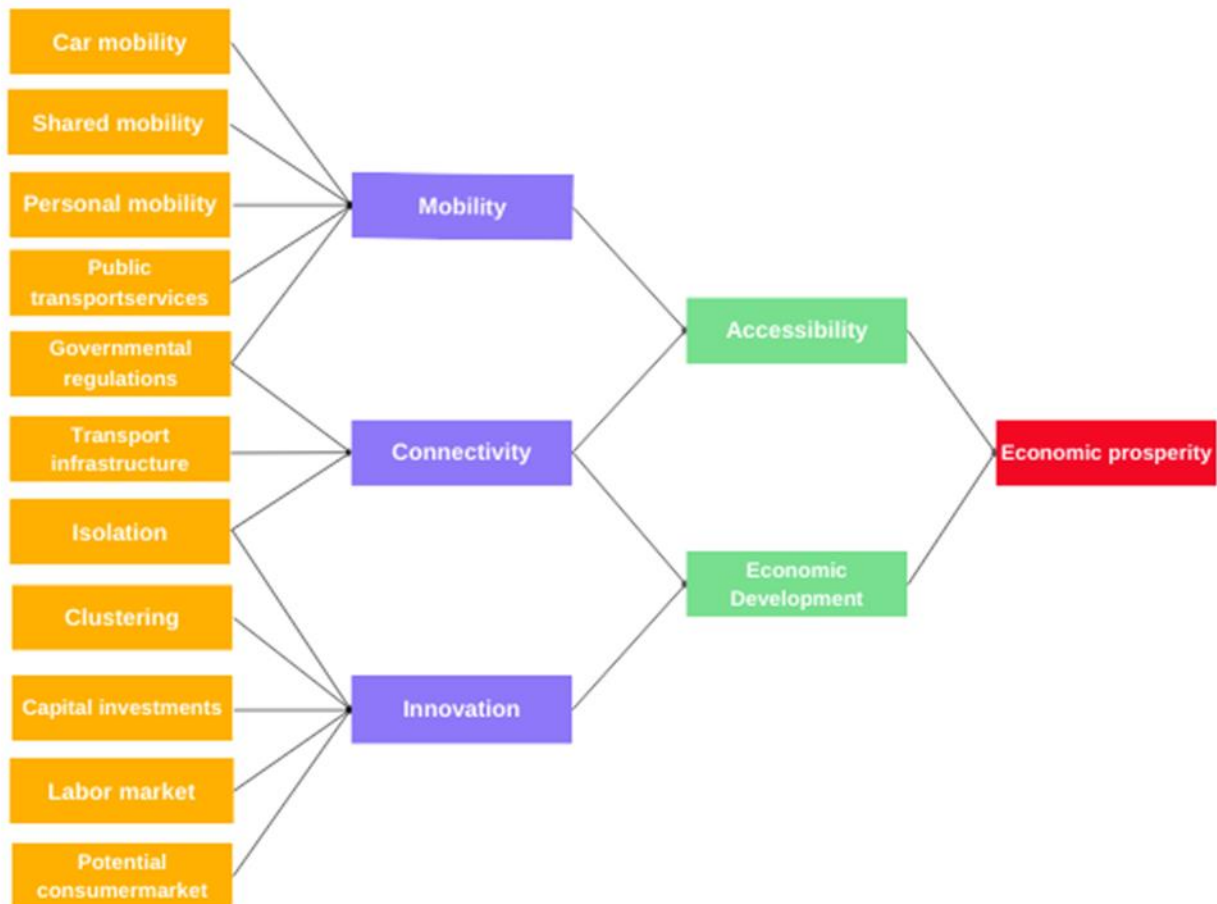 Car mobility
Shared mobility
Personal mobility
Public
transportservices
Governmental
regulations
Transport
infrastructure
Isolation
Clustering
Capital investments
Labor market
Potential
consumermarket
Mobility
Connectivity
Innovation
Accessibility
Economic
Development
Economic prosperity